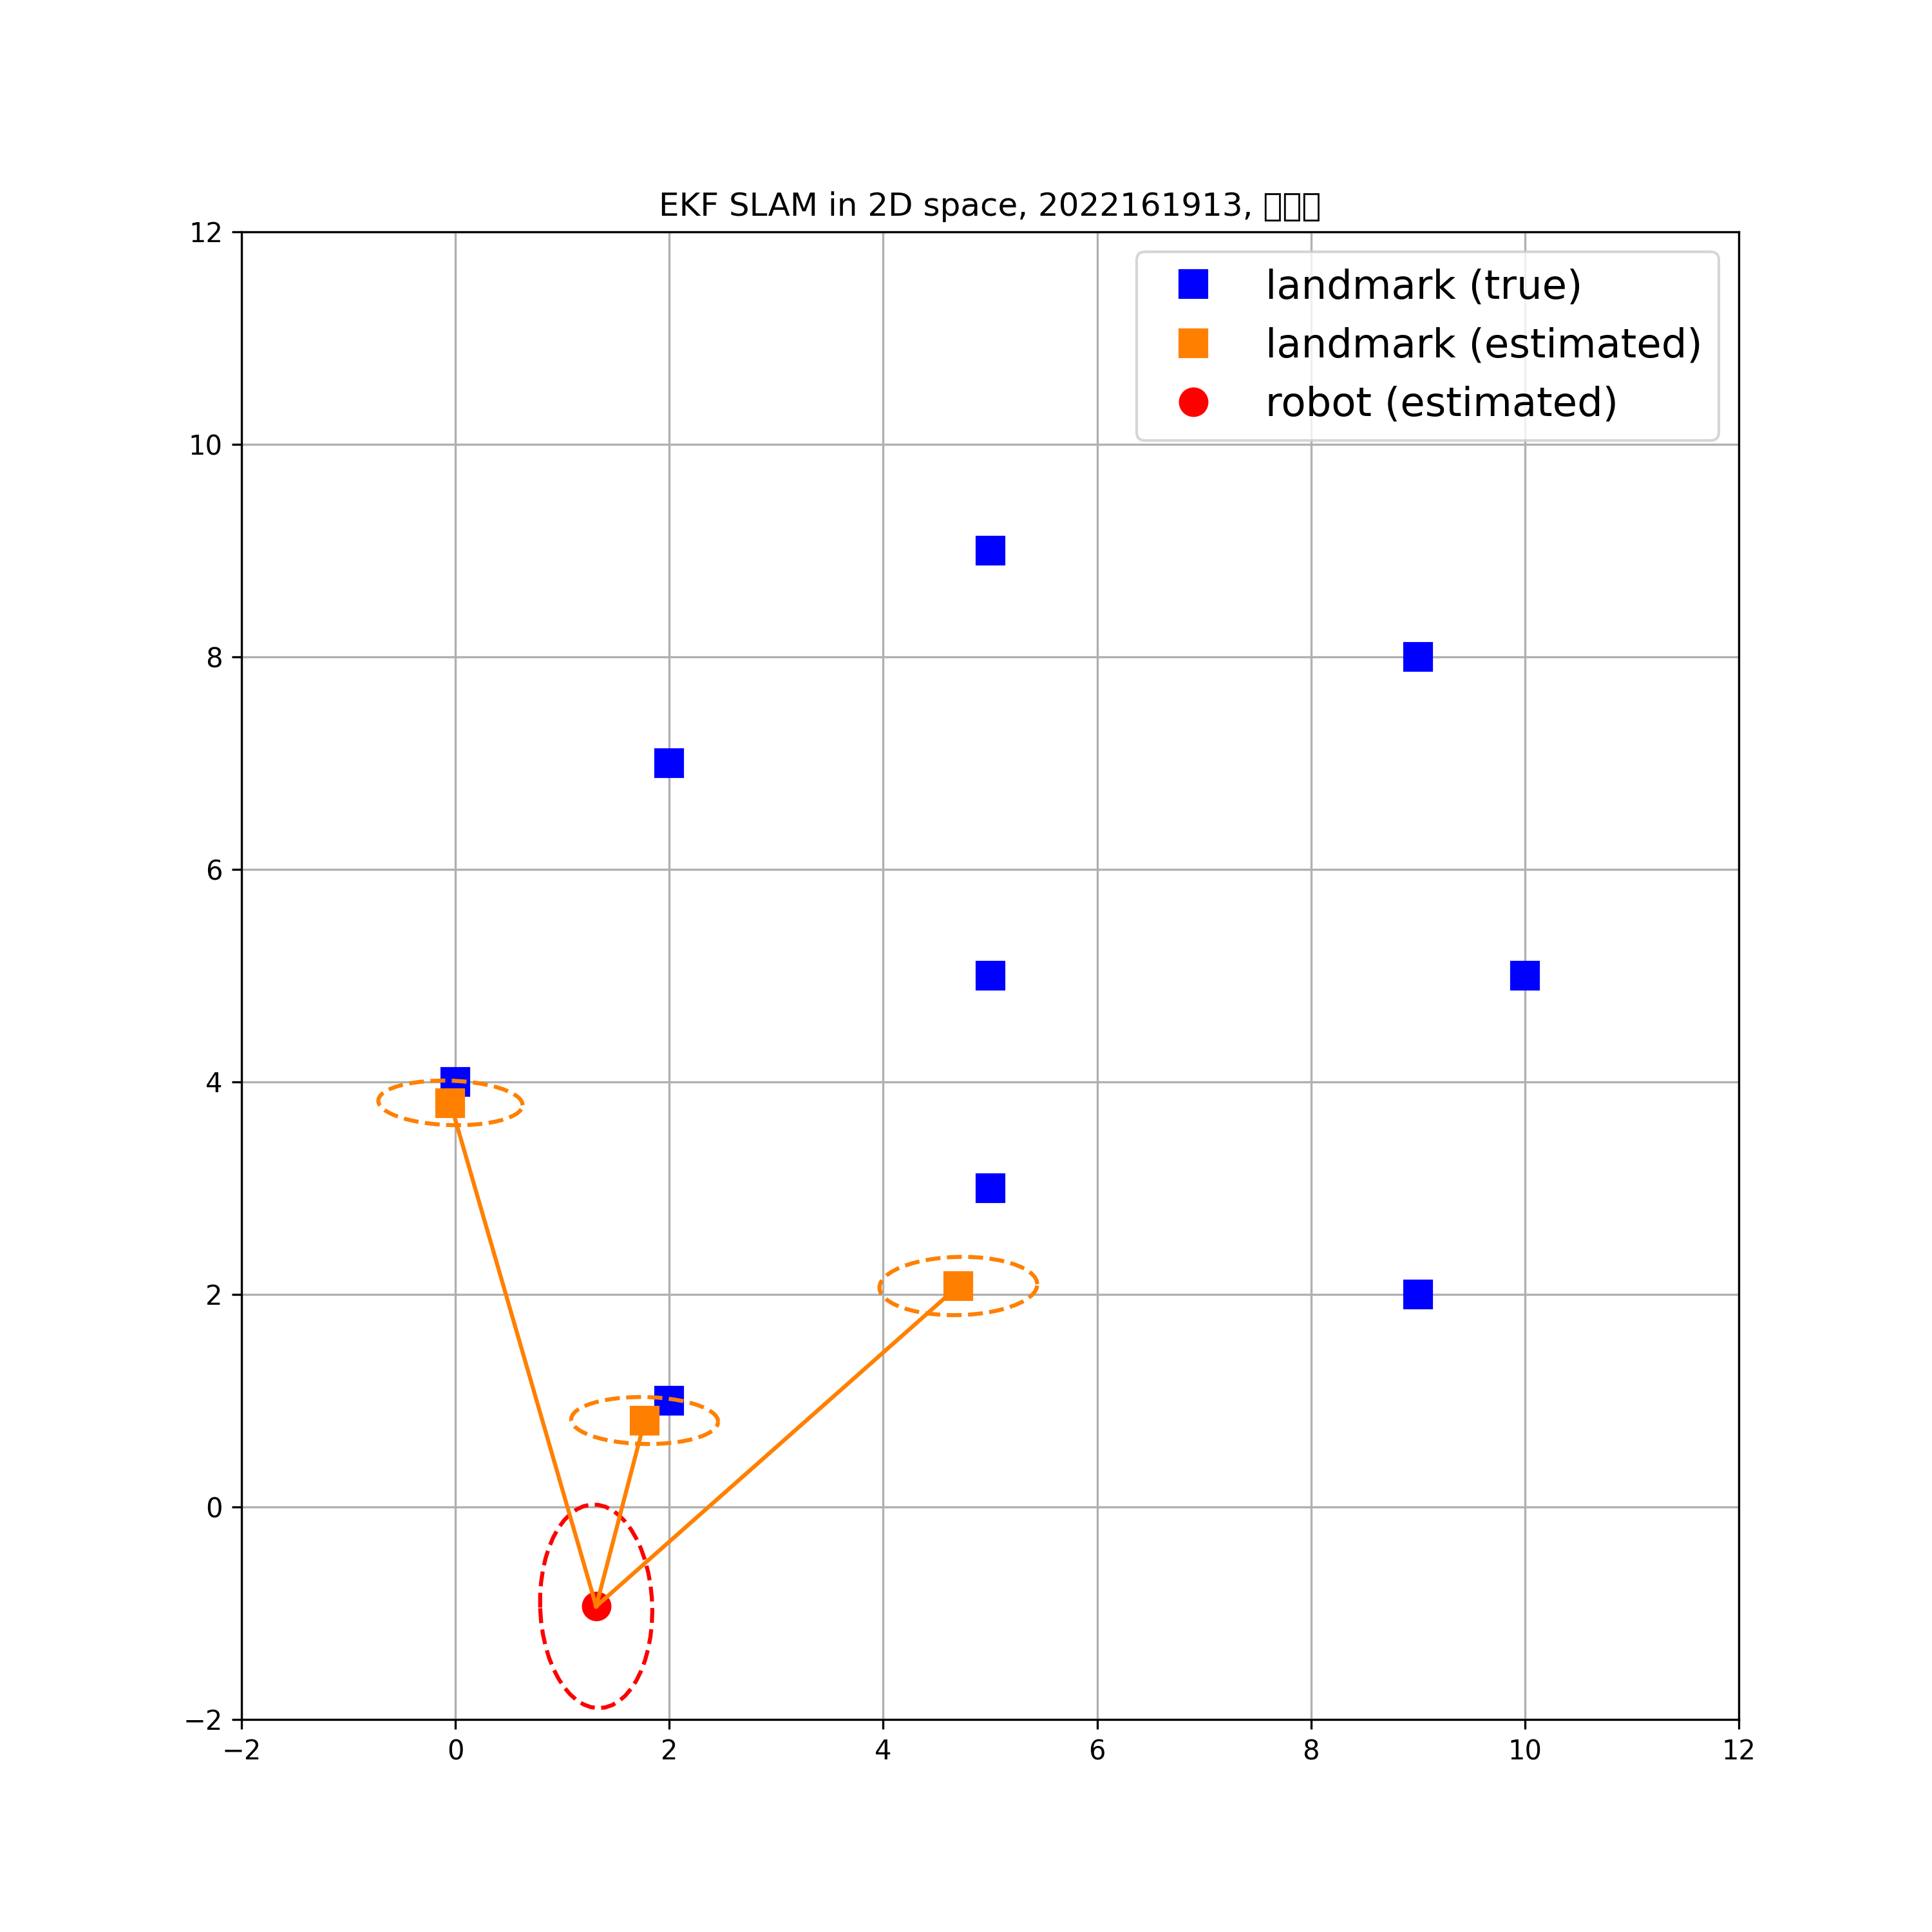 EKF SLAM in 2D space, 2022161913,
landmark (true)
landmark (estimated)
robot (estimated)
12
10
8
6
4
2
0
−2
−2 0 2 4 6 8 10 12